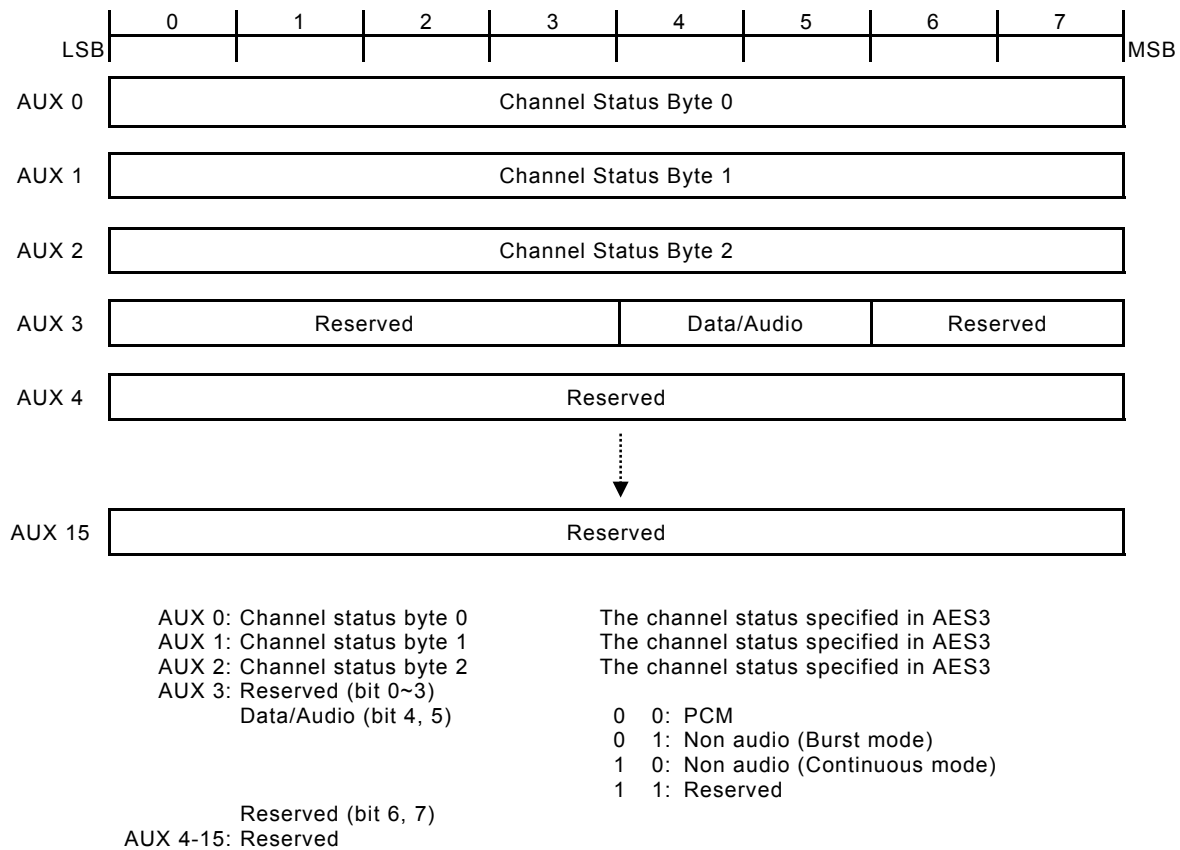 0 1 2 3 4 5 6 7
LSB MSB
AUX 0 Channel Status Byte 0
AUX 1 Channel Status Byte 1
AUX 2 Channel Status Byte 2
AUX 3 Reserved Data/Audio Reserved
AUX 4 Reserved
AUX 15 Reserved
AUX 0: Channel status byte 0 The channel status specified in AES3
AUX 1: Channel status byte 1 The channel status specified in AES3
AUX 2: Channel status byte 2 The channel status specified in AES3
AUX 3: Reserved (bit 0~3)
Data/Audio (bit 4, 5) 0 0: PCM
0 1: Non audio (Burst mode)
1 0: Non audio (Continuous mode)
1 1: Reserved
Reserved (bit 6, 7)
AUX 4-15: Reserved